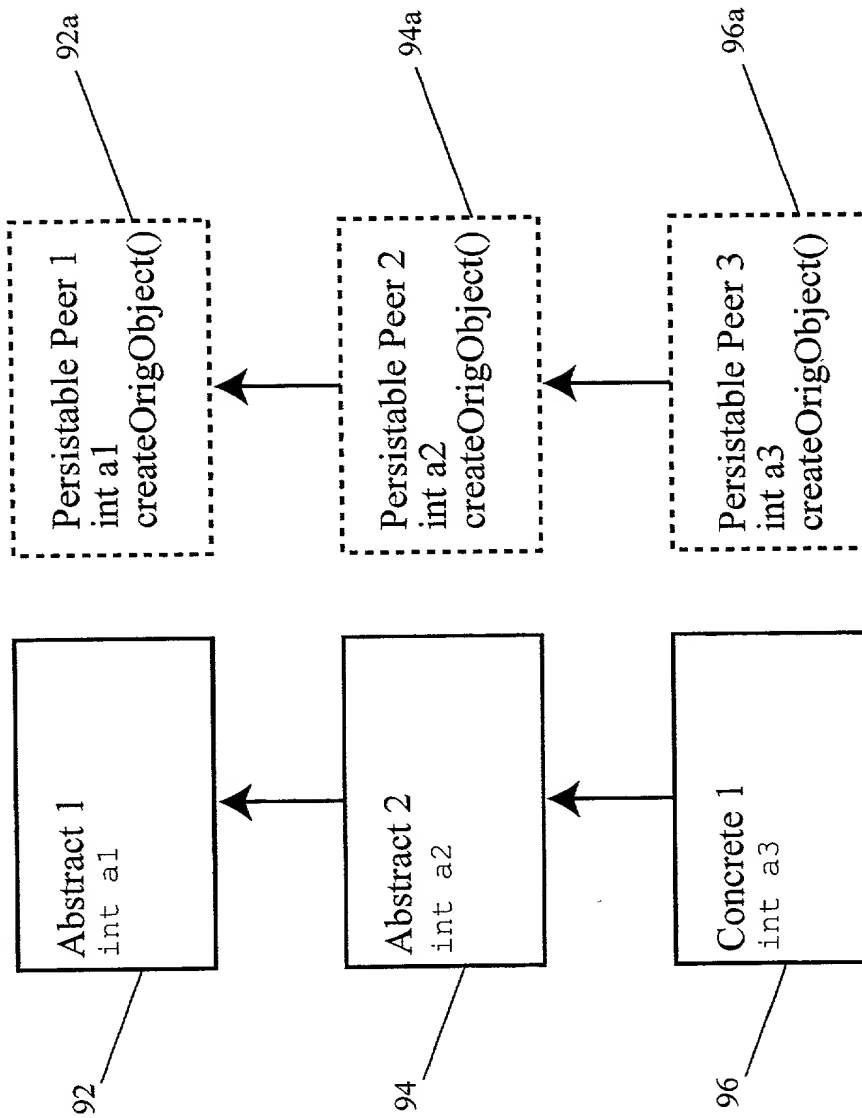 92
Abstract 1
int a1
Persistable Peer 1
int a1
createOrigObject()
92a
94
Abstract 2
int a2
Persistable Peer 2
int a2
createOrigObject()
94a
96
Concrete 1
int a3
Persistable Peer 3
int a3
createOrigObject()
96a